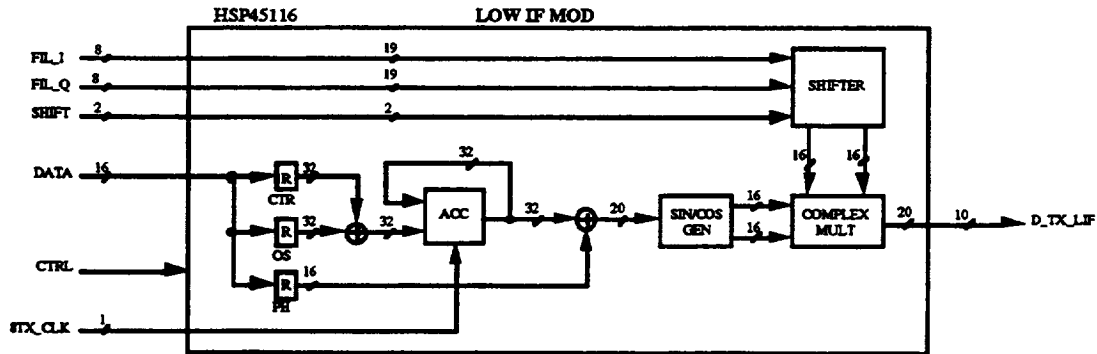 HSP45116 LOW IF MOD
FIL_I 8 19
FIL_Q 8 19
SHIFT 2 2
SHIFTER
16 16
DATA 16
R 32
CTR
R 32
OS
R 16
PH
32
32
ACC
32
20
SIN/COS
GEN
16
16
COMPLEX
MULT
20 10 D_TX_LIF
CTRL
STX_CLK 1